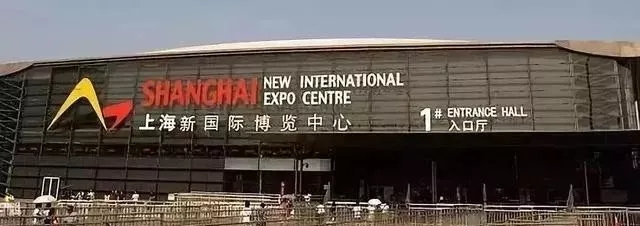 SHANGHAI NEW INTERNATIONAL
EXPO CENTRE
上海新国际博览中心
1# ENTRANCE HALL
入口厅